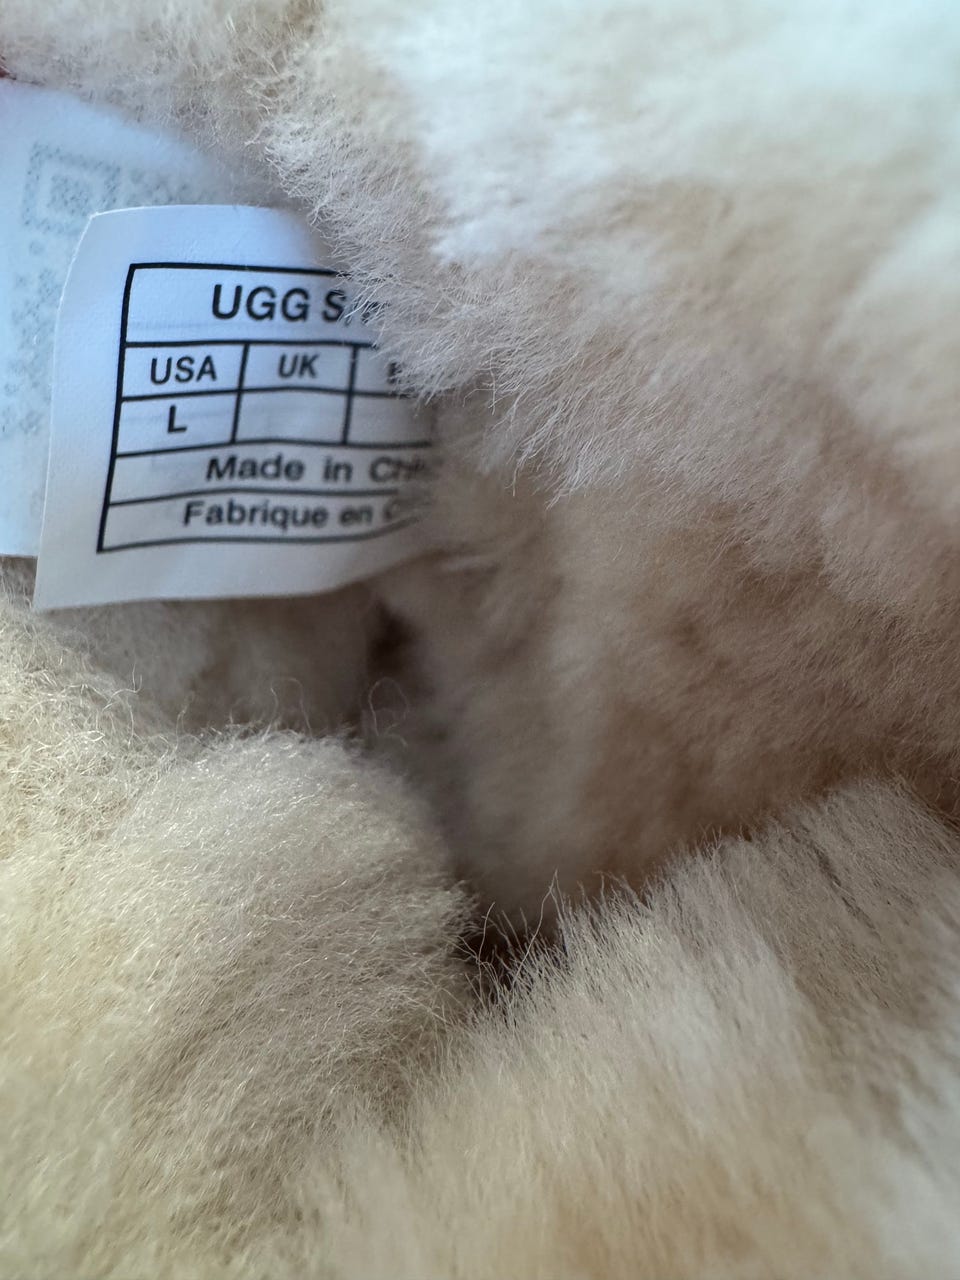 UGG
USA UK
L
Made in
Fabrique en